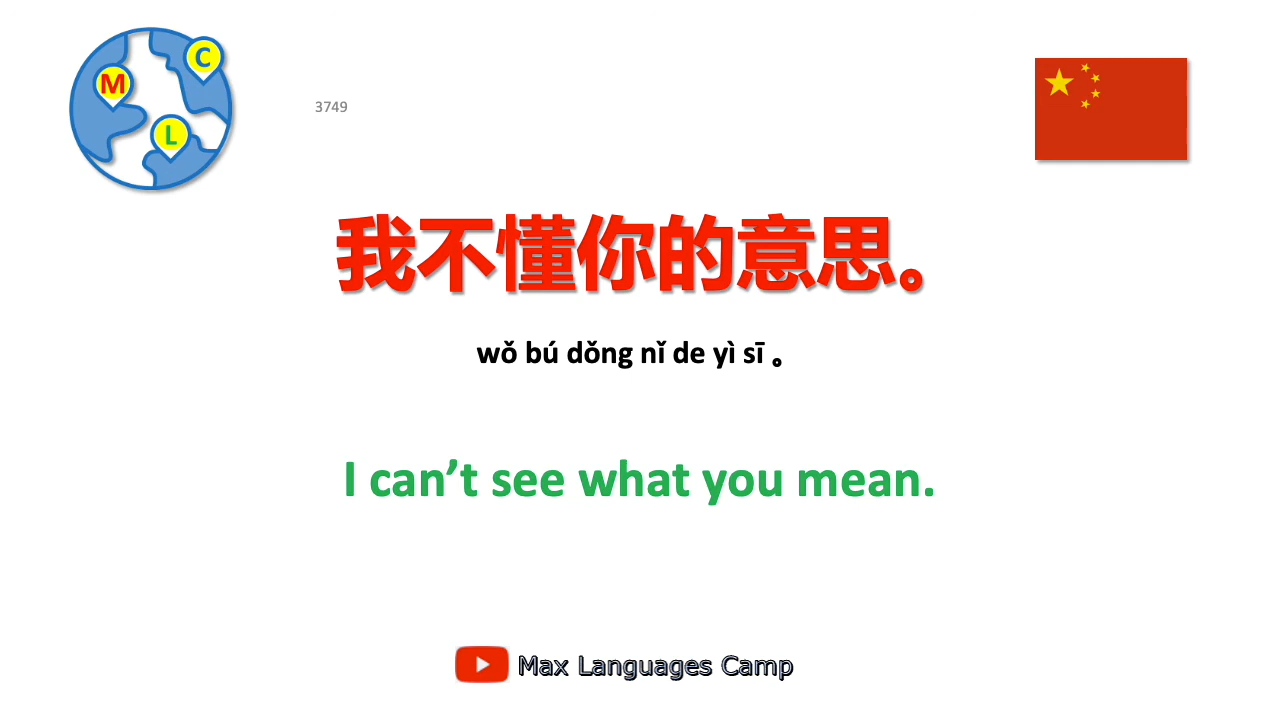 M
C
L
3749
我不懂你的意思。
wǒ bú dǒng nǐ de yì sī 。
I can’t see what you mean.
Max Languages Camp